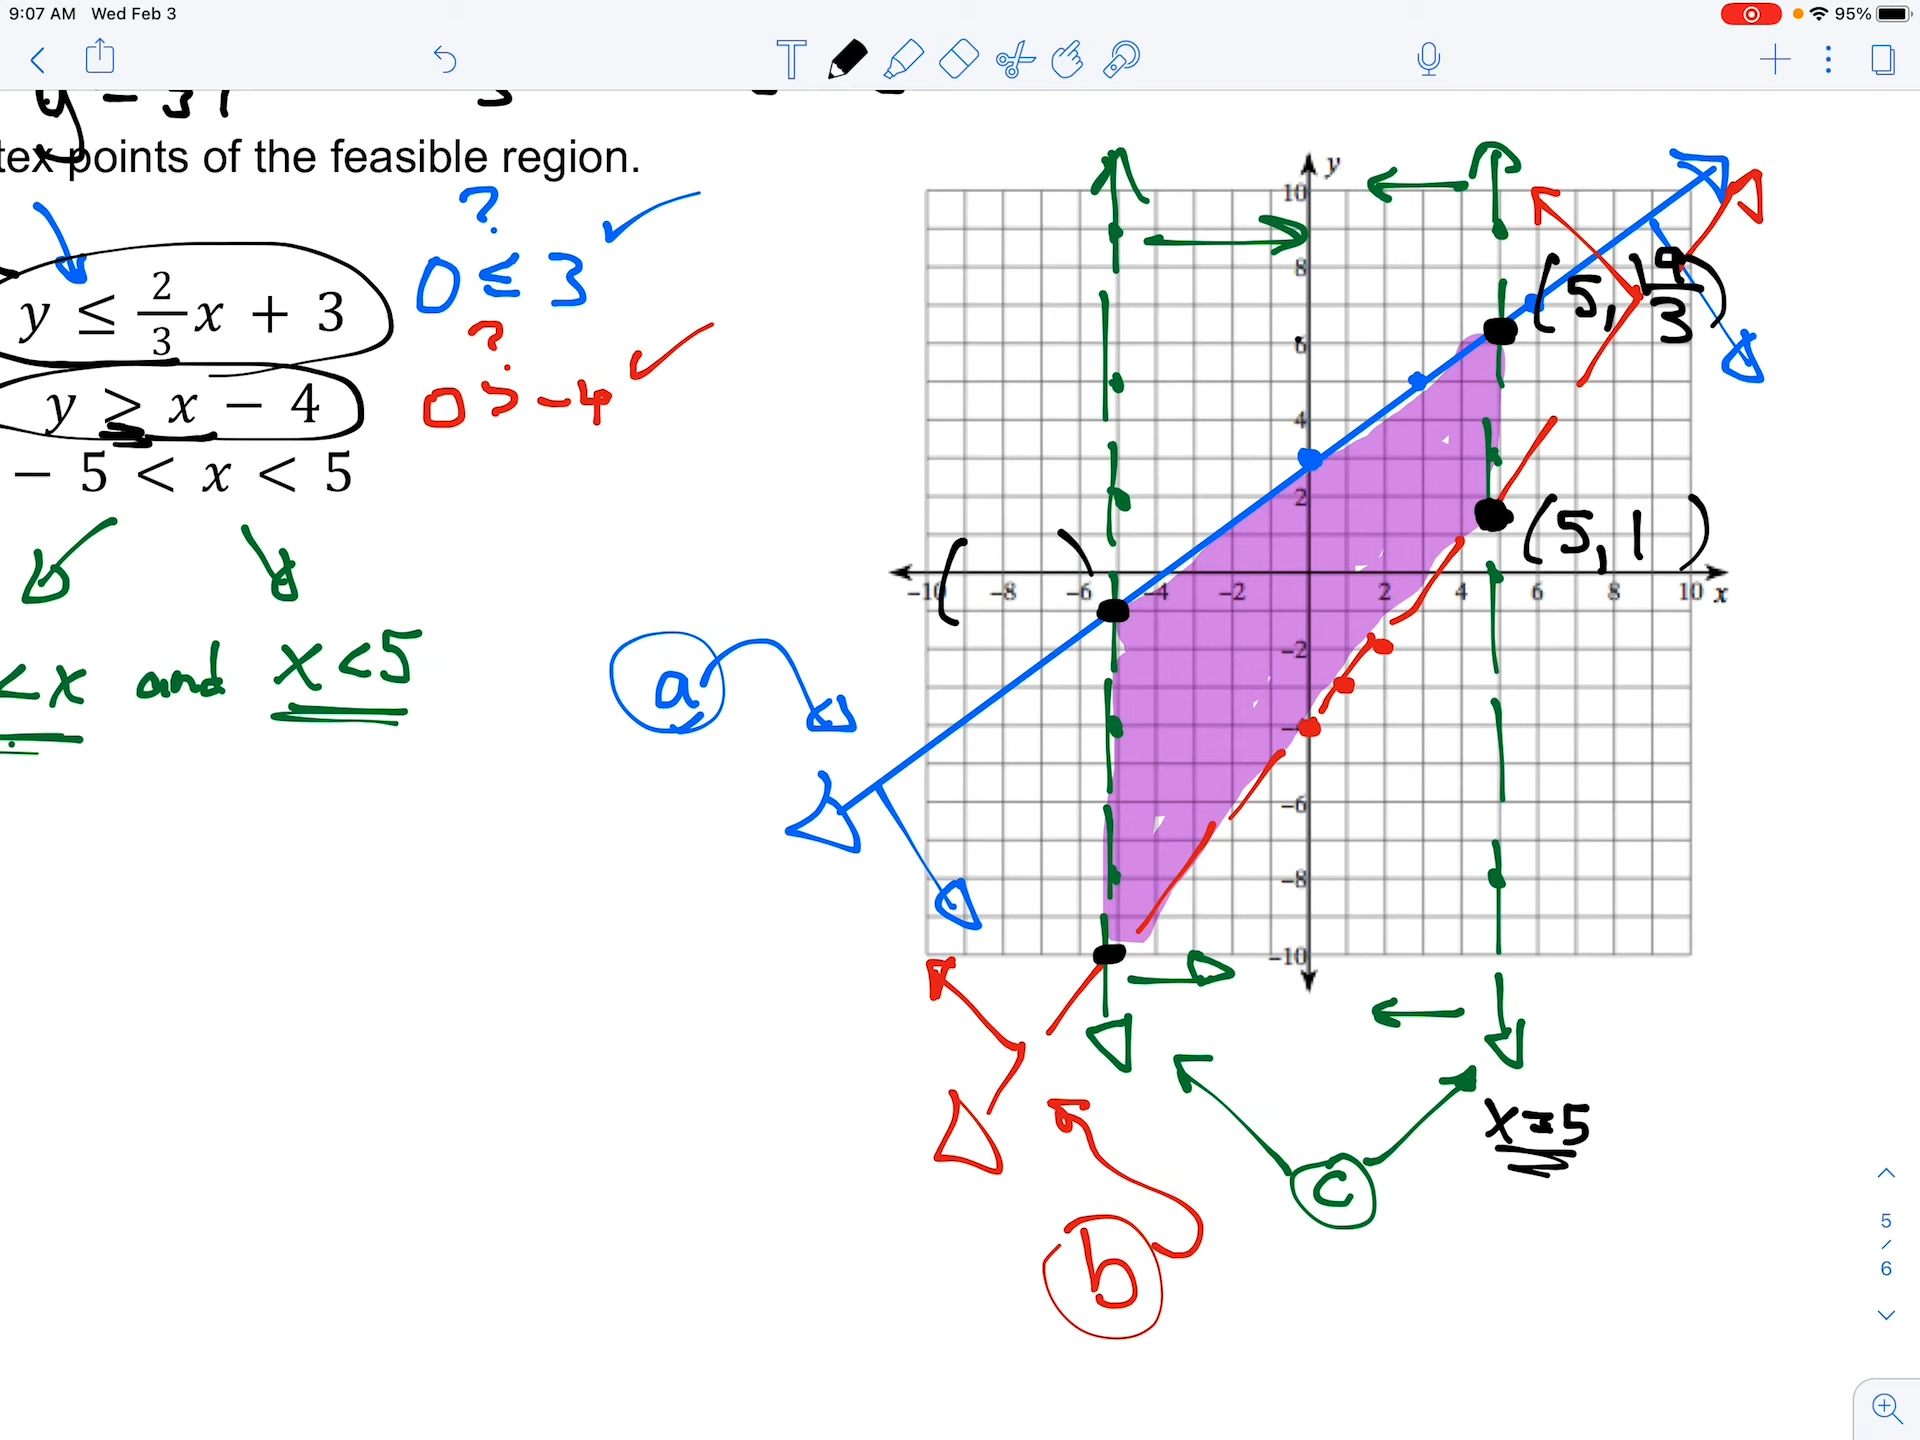 9:07 AM Wed Feb 3
95%
T
y - 31
tex points of the feasible region.
y ≤ 2/3 x + 3
?
0 ≤ 3
y ≥ x − 4
?
0 > -4
− 5 < x < 5
< x and x < 5
a
b
c
x = 5
y
10
8
6
4
2
-10 -8 -6 -4 -2 2 4 6 8 10 x
-2
-6
-8
-10
(5, 19/3)
(5, 1)
( )
5
/
6